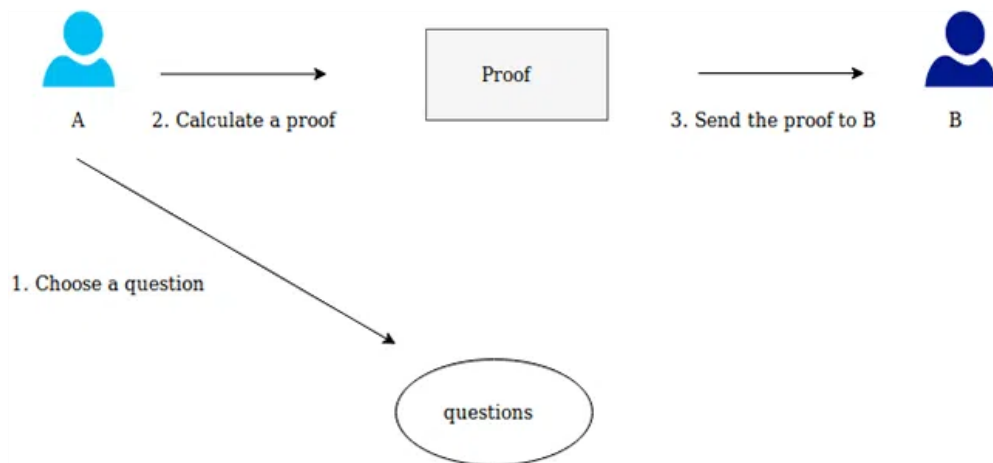 Proof
A
2. Calculate a proof
3. Send the proof to B
B
1. Choose a question
questions